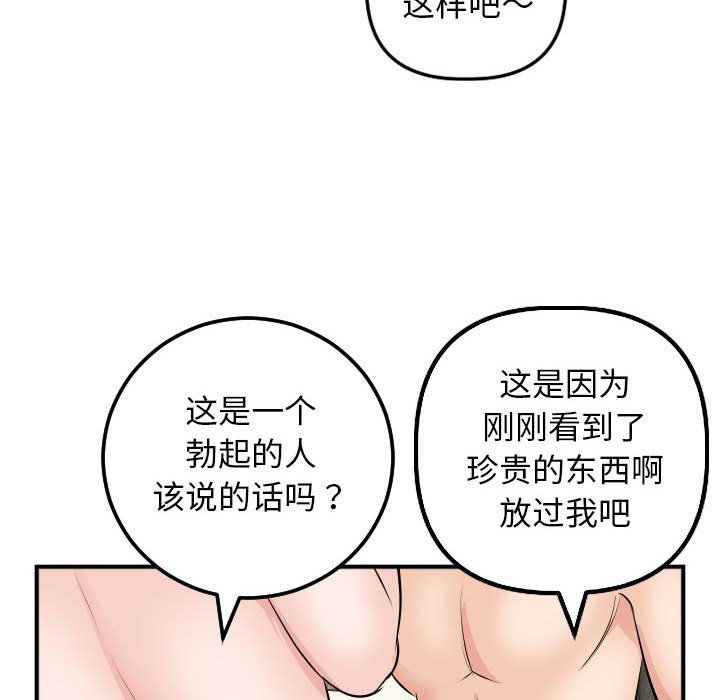 这样吧～
这是一个
勃起的人
该说的话吗？
这是因为
刚刚看到了
珍贵的东西啊
放过我吧